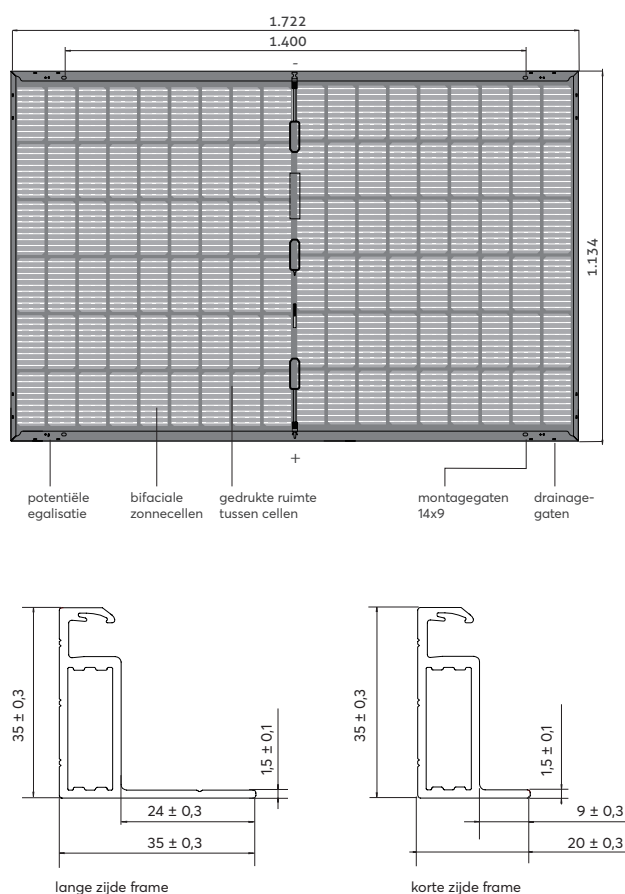 1.722
1.400
-
1.134
+
potentiële
egalisatie
bifaciale
zonnecellen
gedrukte ruimte
tussen cellen
montagegaten
14x9
drainage-
gaten
35 ± 0,3
1,5 ± 0,1
24 ± 0,3
35 ± 0,3
lange zijde frame
35 ± 0,3
1,5 ± 0,1
9 ± 0,3
20 ± 0,3
korte zijde frame